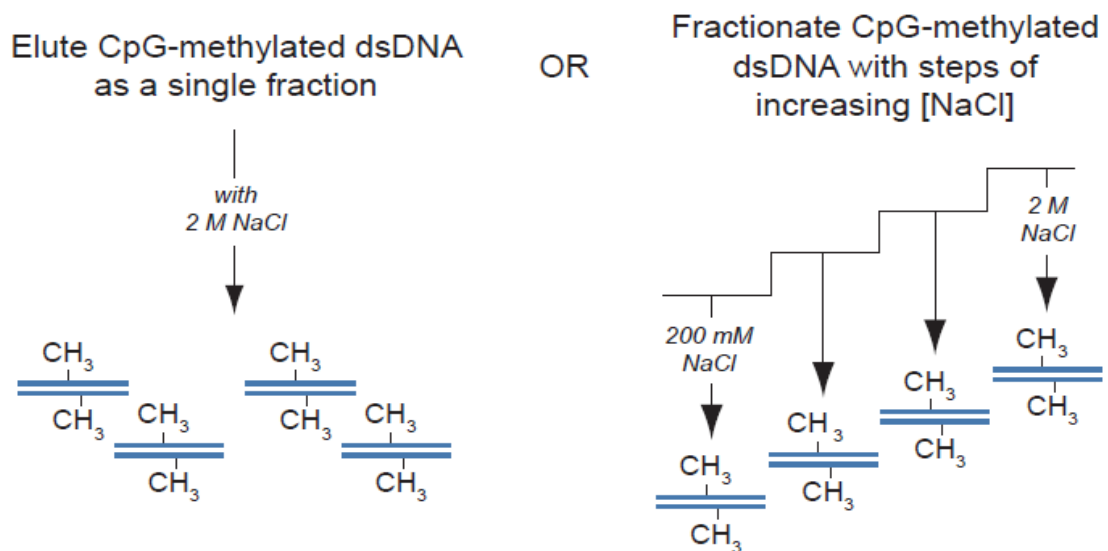 Elute CpG-methylated dsDNA
as a single fraction
with
2 M NaCl
CH3
CH3
CH3
CH3
CH3
CH3
CH3
CH3
OR
Fractionate CpG-methylated
dsDNA with steps of
increasing [NaCl]
200 mM
NaCl
2 M
NaCl
CH3
CH3
CH3
CH3
CH3
CH3
CH3
CH3